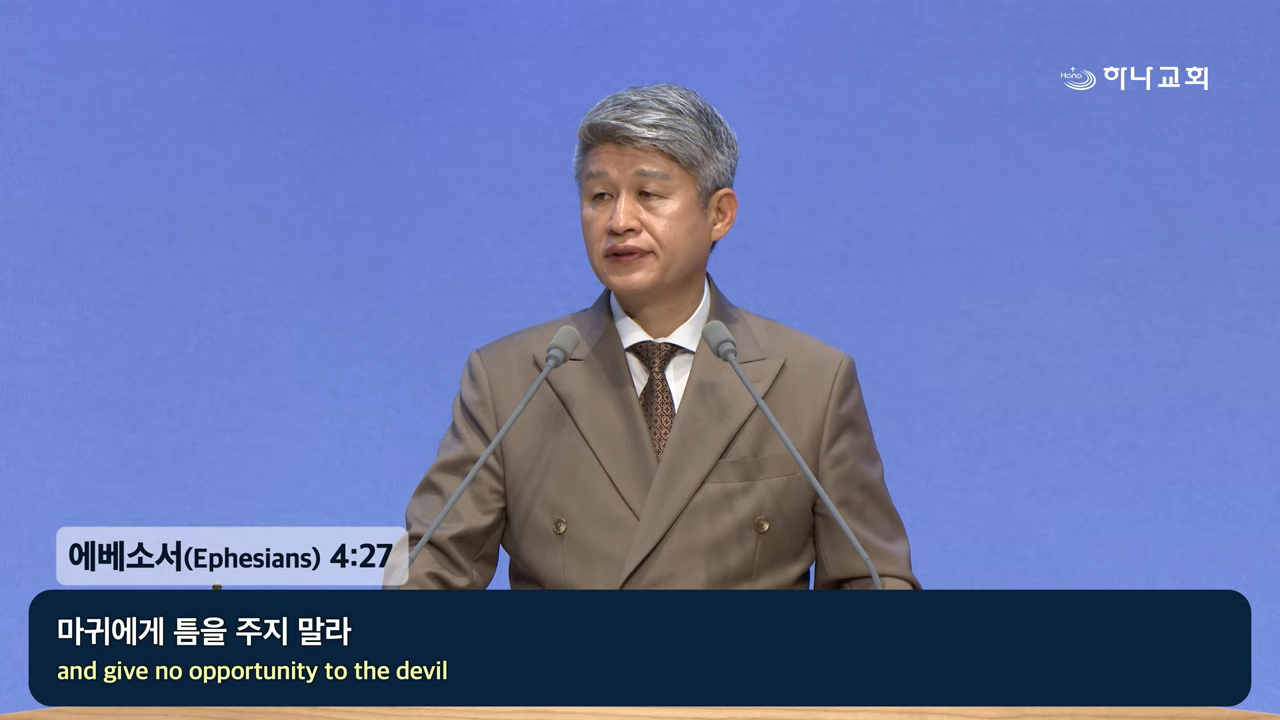 Hana 하나교회
에베소서(Ephesians) 4:27
마귀에게 틈을 주지 말라
and give no opportunity to the devil